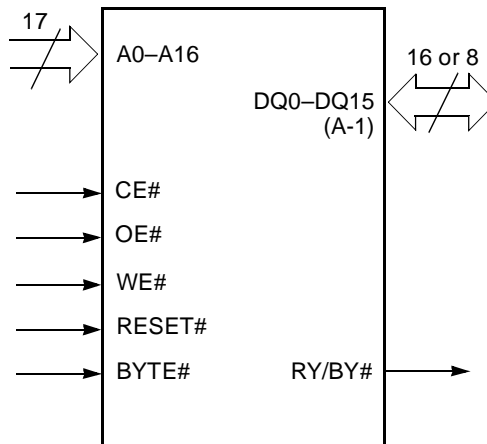 17
A0–A16
16 or 8
DQ0–DQ15
(A-1)
CE#
OE#
WE#
RESET#
BYTE#
RY/BY#